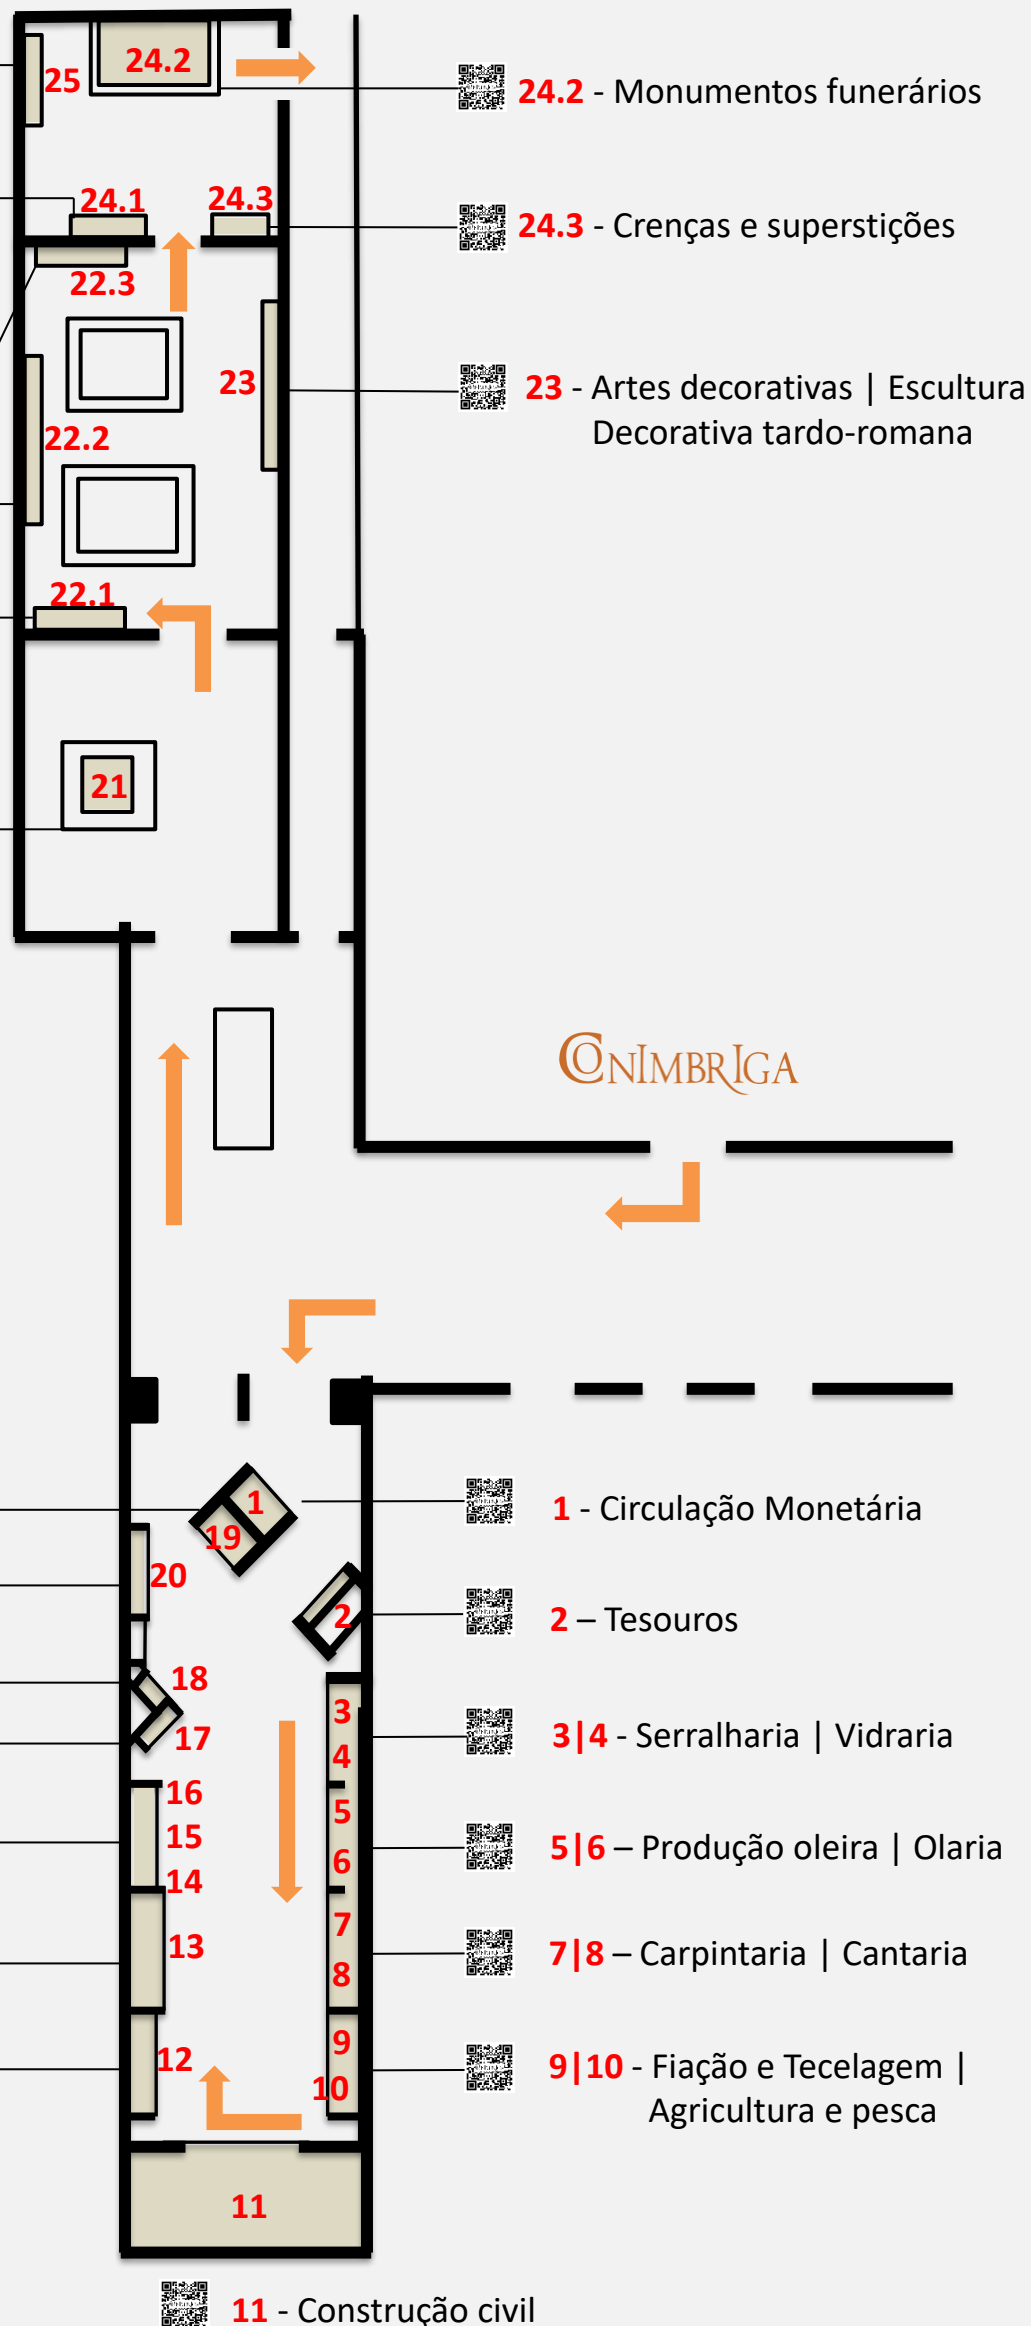 25
24.2
24.2 - Monumentos funerários
24.1
24.3
24.3 - Crenças e superstições
22.3
23
23 - Artes decorativas | Escultura
Decorativa tardo-romana
22.2
22.1
21
CONIMBRIGA
1
1 - Circulação Monetária
19
20
2
2 – Tesouros
18
17
3
4
3|4 - Serralharia | Vidraria
16
15
14
5
6
5|6 – Produção oleira | Olaria
13
7
8
7|8 – Carpintaria | Cantaria
12
9
10
9|10 - Fiação e Tecelagem |
Agricultura e pesca
11
11 - Construção civil